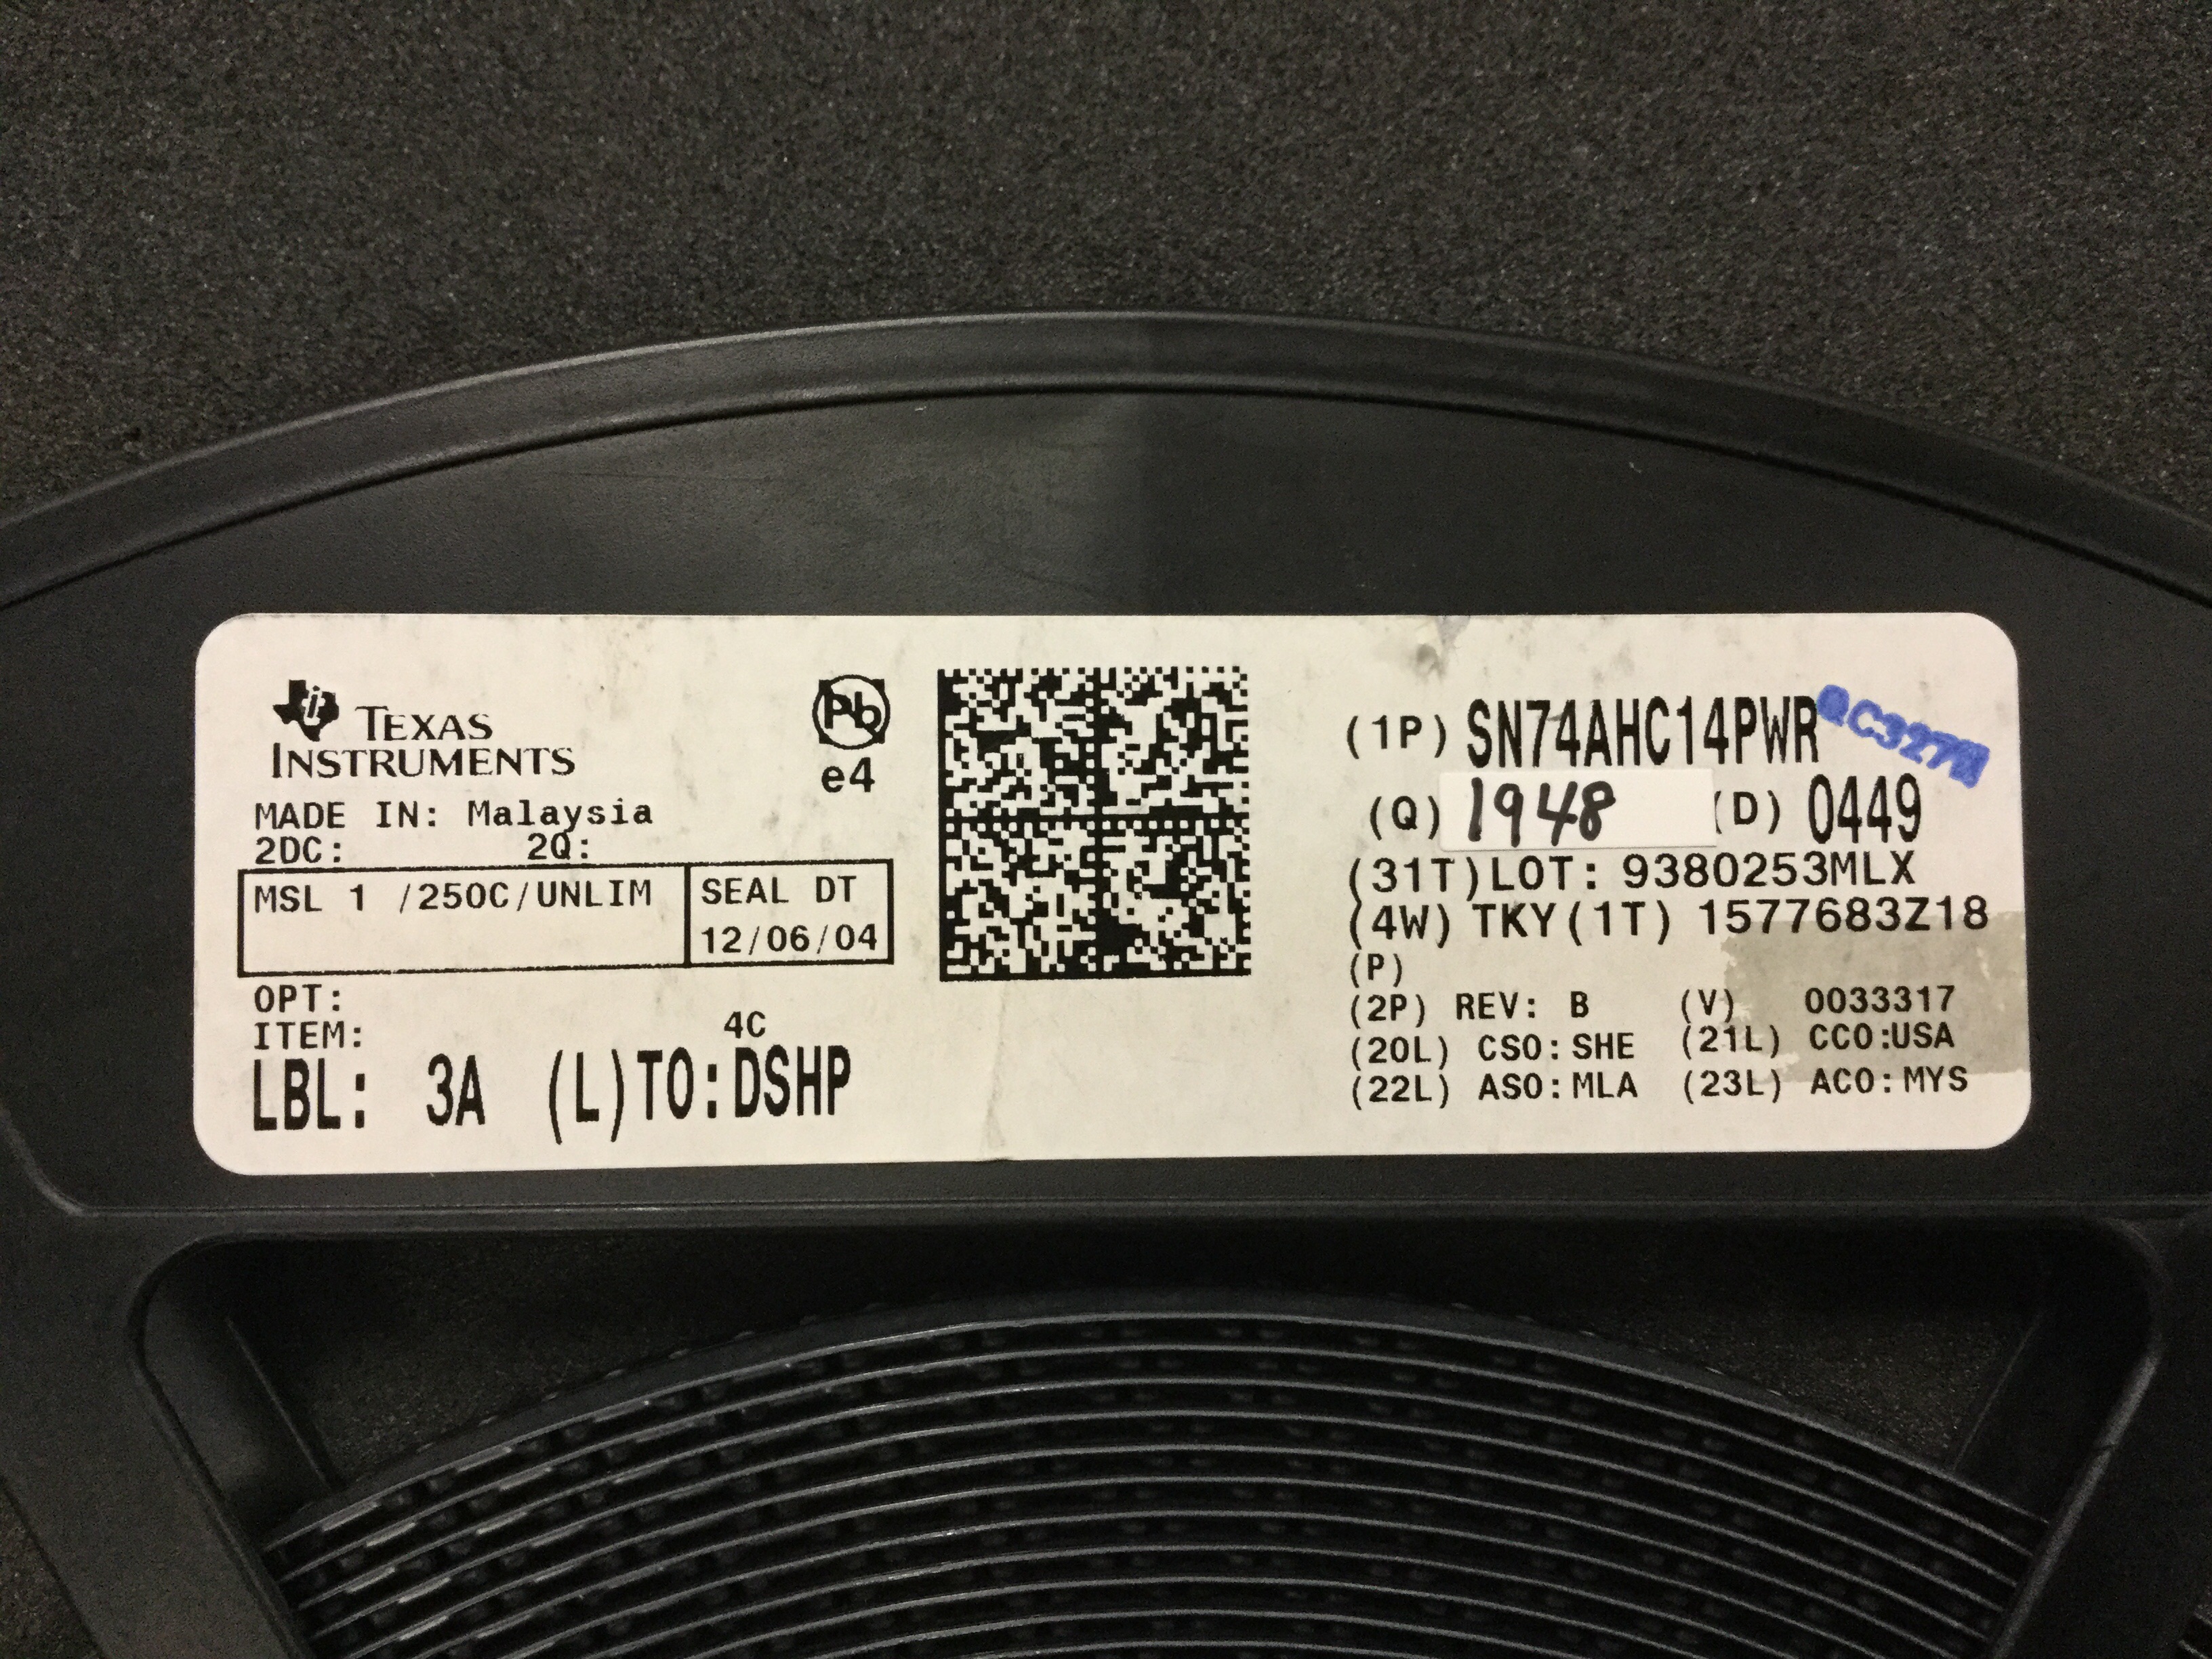 TEXAS
INSTRUMENTS
Pb
e4
MADE IN: Malaysia
2DC: 2Q:
MSL 1 /250C/UNLIM
SEAL DT
12/06/04
OPT:
ITEM:
4C
LBL: 3A (L)TO:DSHP
(1P) SN74AHC14PWR
(Q) 1948 (D) 0449
(31T)LOT: 9380253MLX
(4W) TKY(1T) 1577683Z18
(P)
(2P) REV: B (V) 0033317
(20L) CSO:SHE (21L) CCO:USA
(22L) ASO:MLA (23L) ACO:MYS